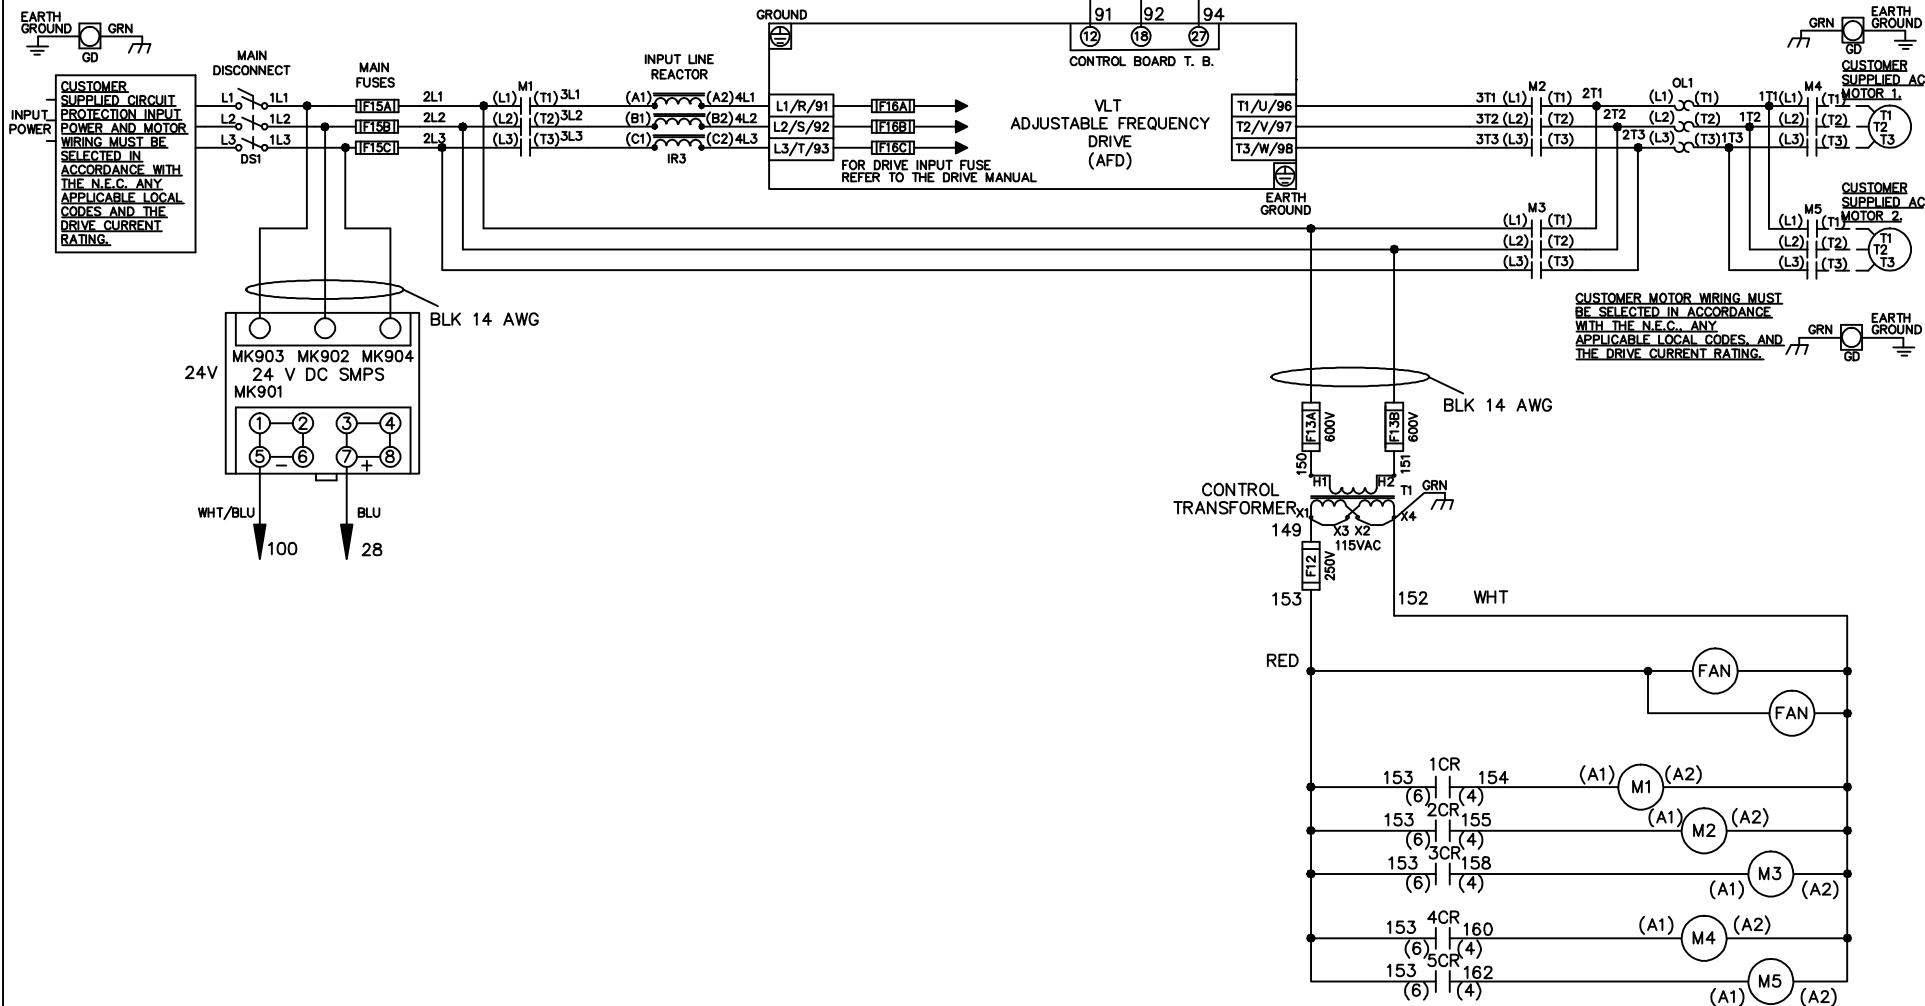 EARTH
GROUND
GRN
GD
GROUND
91
92
94
12
18
27
CONTROL BOARD T. B.
GRN
EARTH
GROUND
GD
INPUT
POWER
CUSTOMER
SUPPLIED CIRCUIT
PROTECTION INPUT
POWER AND MOTOR
WIRING MUST BE
SELECTED IN
ACCORDANCE WITH
THE N.E.C. ANY
APPLICABLE LOCAL
CODES AND THE
DRIVE CURRENT
RATING.
MAIN
DISCONNECT
L1 1L1
L2 1L2
L3 1L3
DS1
MAIN
FUSES
F15A
F15B
F15C
2L1
2L2
2L3
M1
(L1) (T1) 3L1
(L2) (T2) 3L2
(L3) (T3) 3L3
INPUT LINE
REACTOR
(A1) (A2) 4L1
(B1) (B2) 4L2
(C1) (C2) 4L3
IR3
L1/R/91
L2/S/92
L3/T/93
F16A
F16B
F16C
FOR DRIVE INPUT FUSE
REFER TO THE DRIVE MANUAL
VLT
ADJUSTABLE FREQUENCY
DRIVE
(AFD)
T1/U/96
T2/V/97
T3/W/98
EARTH
GROUND
M2
3T1 (L1) (T1) 2T1
3T2 (L2) (T2) 2T2
3T3 (L3) (T3) 2T3
OL1
(L1) (T1) 1T1
(L2) (T2) 1T2
(L3) (T3) 1T3
M4
(L1) (T1)
(L2) (T2)
(L3) (T3)
CUSTOMER
SUPPLIED AC
MOTOR 1.
T1
T2
T3
M3
(L1) (T1)
(L2) (T2)
(L3) (T3)
M5
(L1) (T1)
(L2) (T2)
(L3) (T3)
CUSTOMER
SUPPLIED AC
MOTOR 2.
T1
T2
T3
CUSTOMER MOTOR WIRING MUST
BE SELECTED IN ACCORDANCE
WITH THE N.E.C., ANY
APPLICABLE LOCAL CODES, AND
THE DRIVE CURRENT RATING.
GRN
EARTH
GROUND
GD
BLK 14 AWG
24V
MK903 MK902 MK904
24 V DC SMPS
MK901
1 2 3 4
5 - 6 7 + 8
WHT/BLU
BLU
100
28
BLK 14 AWG
F13A
600V
F13B
600V
150
151
H1
H2
T1
GRN
CONTROL
TRANSFORMER
X1
X3 X2
X4
115VAC
149
F12
250V
153
152
WHT
RED
FAN
FAN
1CR
153 154
(6) (4)
(A1) M1 (A2)
2CR
153 155
(6) (4)
(A1) M2 (A2)
3CR
153 158
(6) (4)
(A1) M3 (A2)
4CR
153 160
(6) (4)
(A1) M4 (A2)
5CR
153 162
(6) (4)
(A1) M5 (A2)